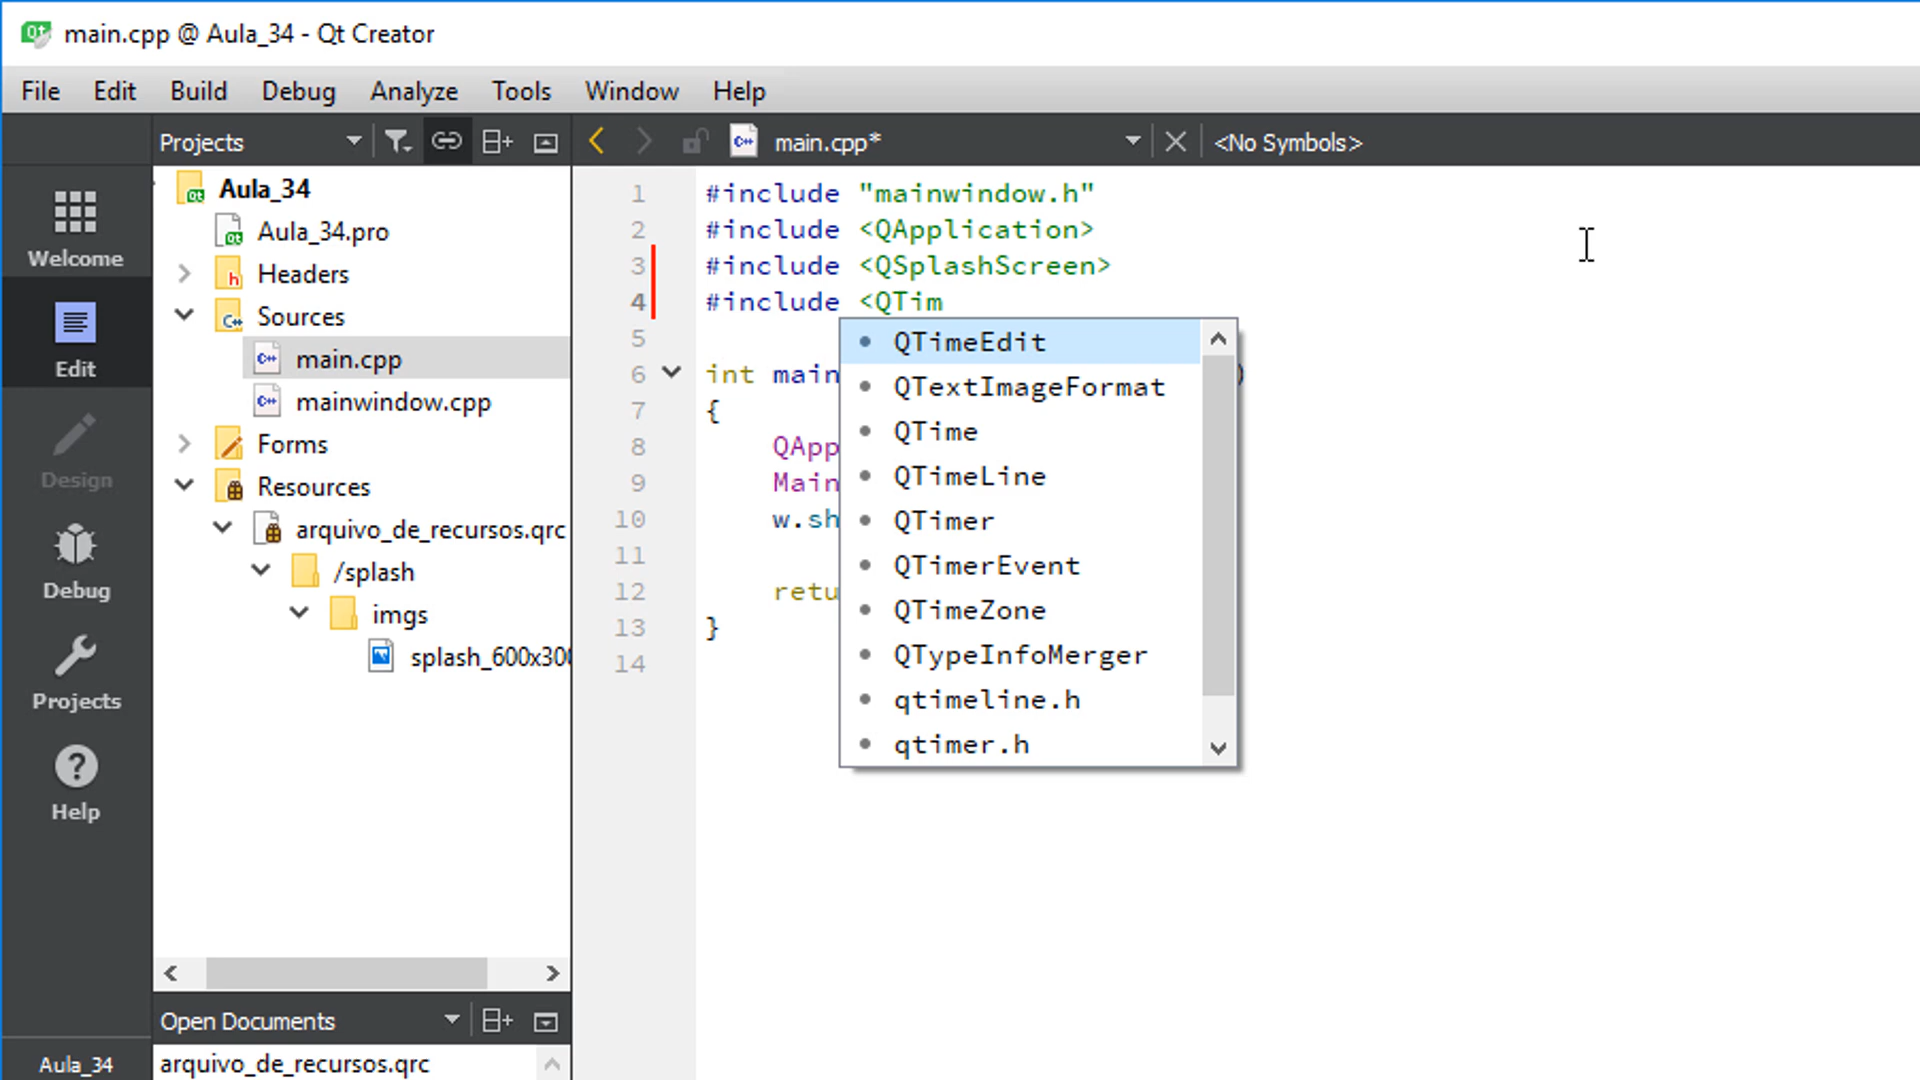 main.cpp @ Aula_34 - Qt Creator
File Edit Build Debug Analyze Tools Window Help
Projects main.cpp* <No Symbols>
Welcome
Edit
Design
Debug
Projects
Help
Aula_34
Aula_34
Aula_34.pro
Headers
Sources
main.cpp
mainwindow.cpp
Forms
Resources
arquivo_de_recursos.qrc
/splash
imgs
splash_600x300
Open Documents
arquivo_de_recursos.qrc
1 #include "mainwindow.h"
2 #include <QApplication>
3 #include <QSplashScreen>
4 #include <QTim
5
6 int main )
7 {
8 QApp
9 Main
10 w.sh
11
12 retu
13 }
14
QTimeEdit
QTextImageFormat
QTime
QTimeLine
QTimer
QTimerEvent
QTimeZone
QTypeInfoMerger
qtimeline.h
qtimer.h